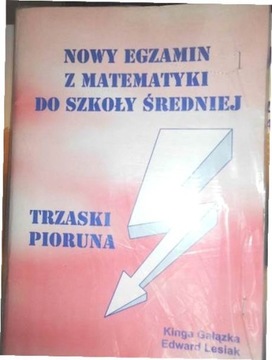 NOWY EGZAMIN
Z MATEMATYKI
DO SZKOŁY ŚREDNIEJ
TRZASKI
PIORUNA
Kinga Gałązka
Edward Lesiak